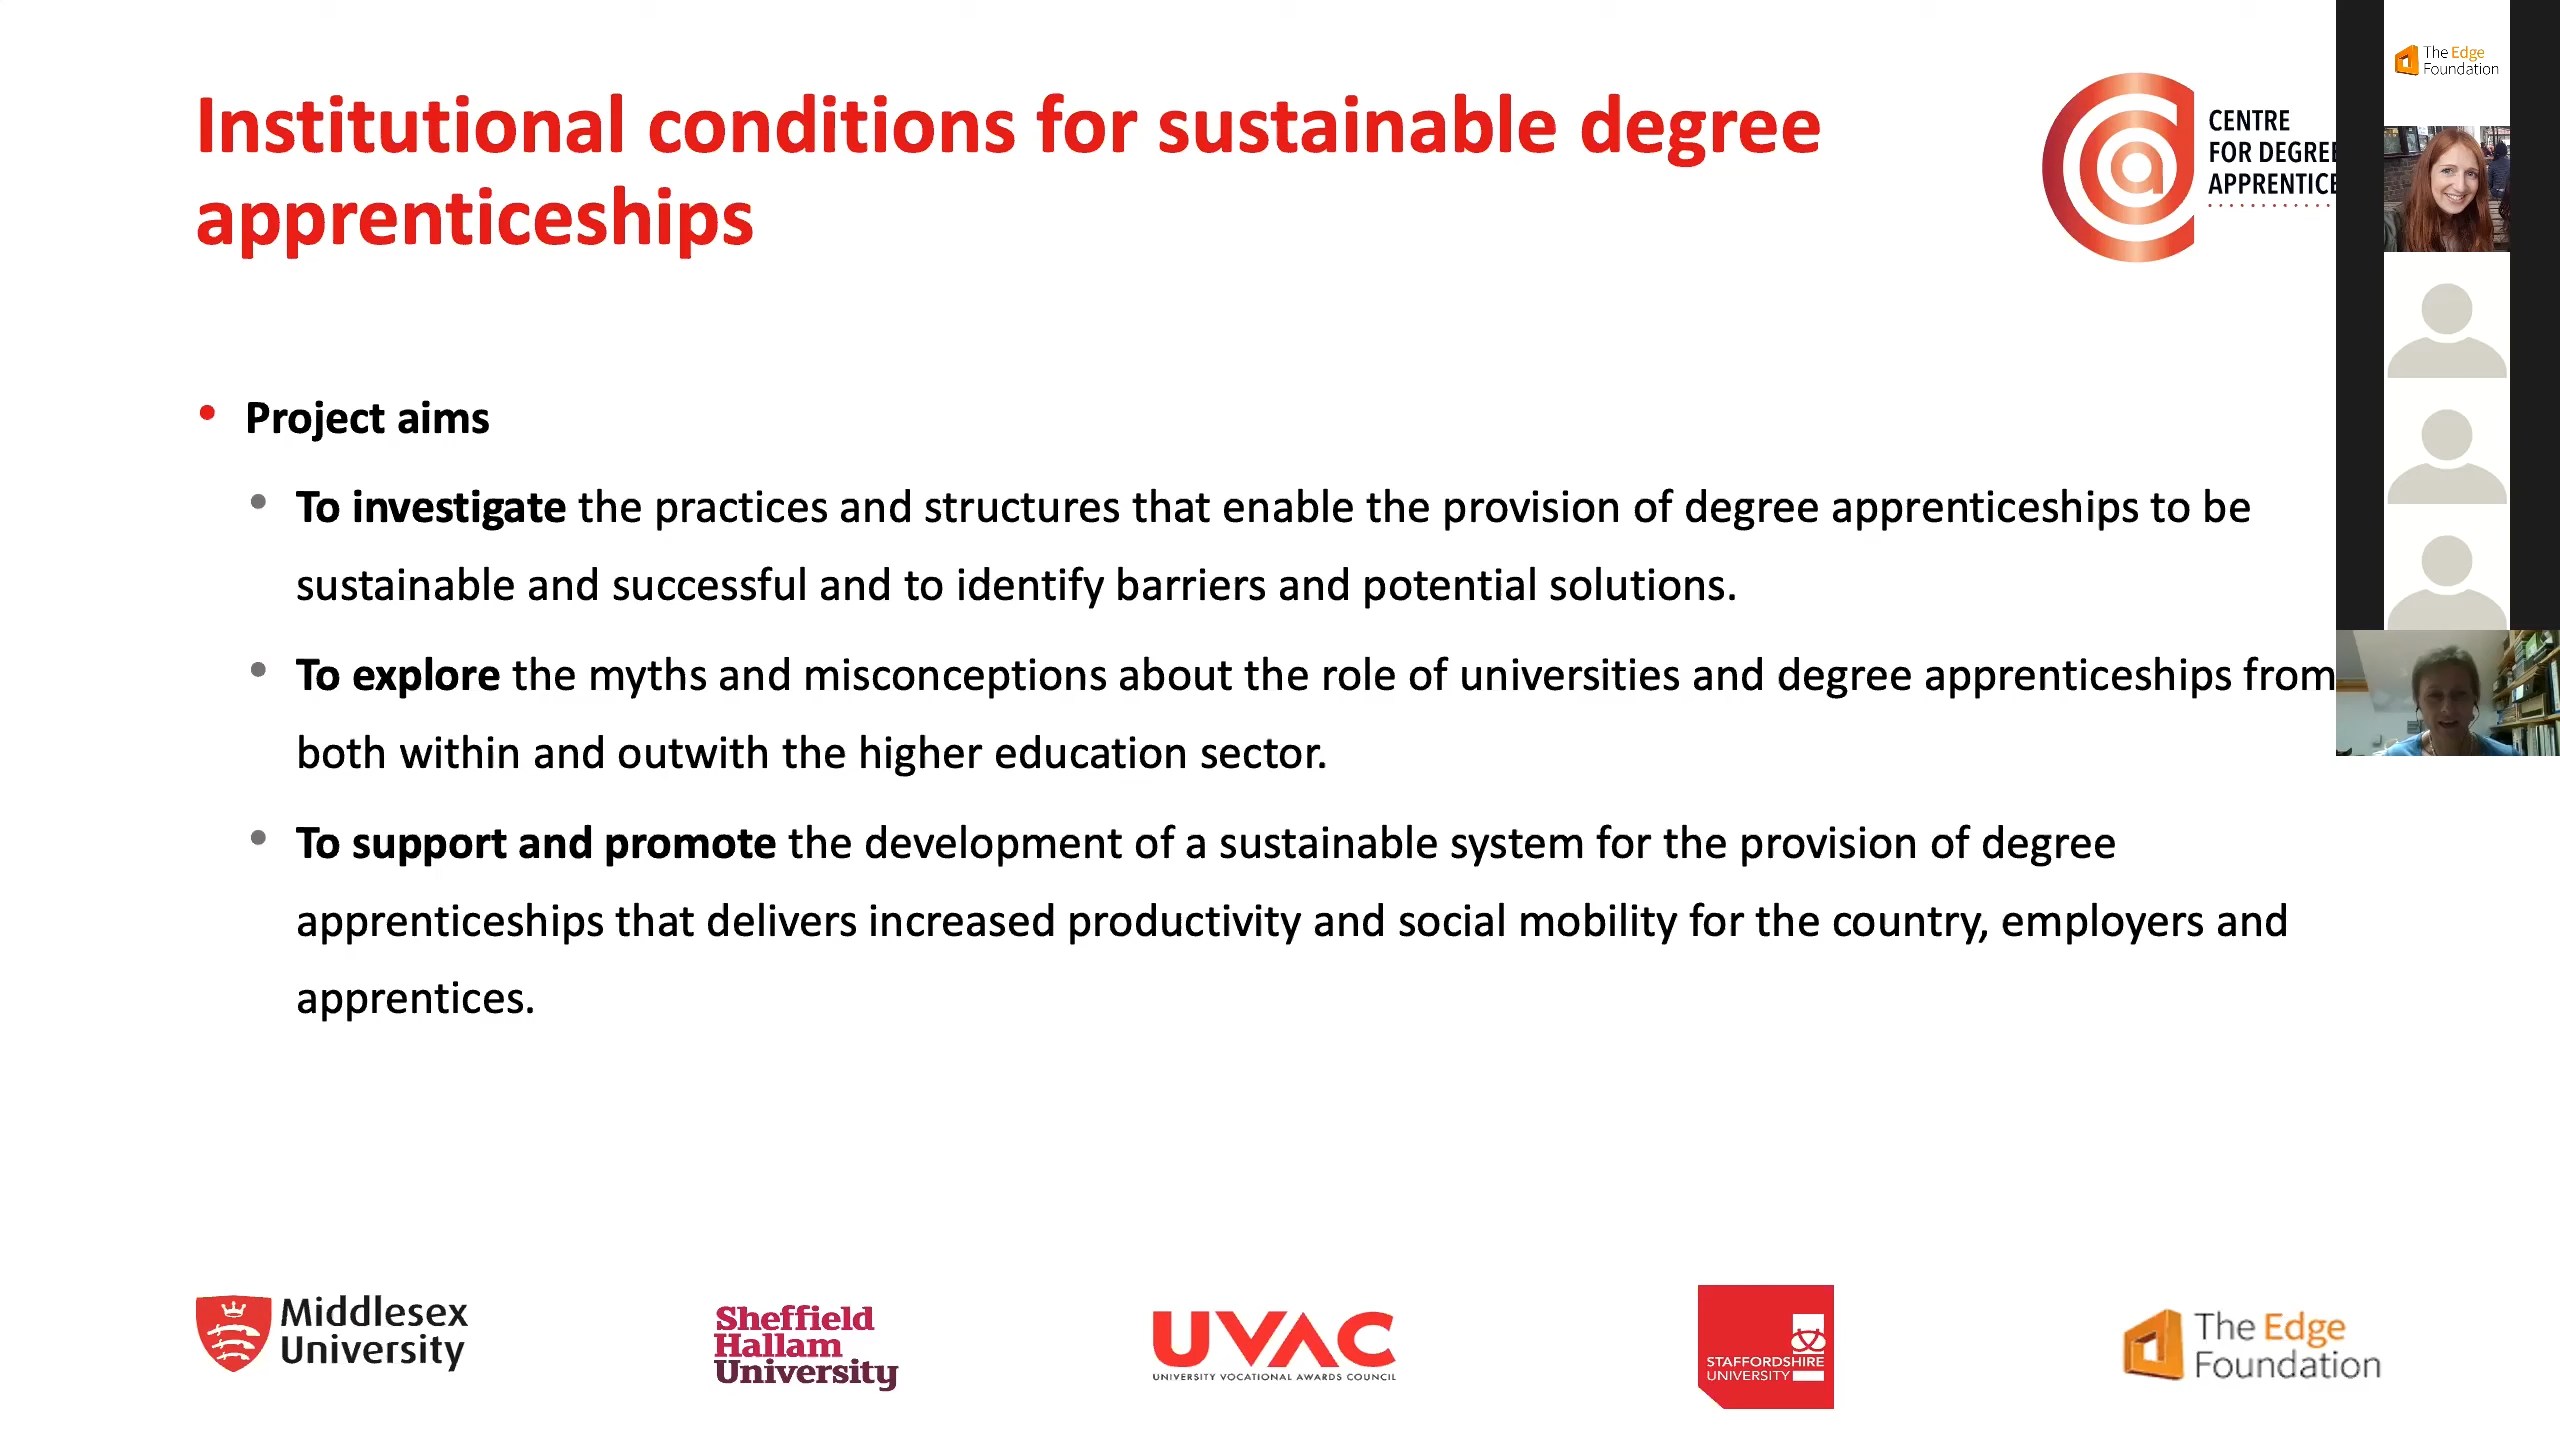 Institutional conditions for sustainable degree
apprenticeships
CENTRE
FOR DEGREE
APPRENTICE
The Edge
Foundation
Project aims
To investigate the practices and structures that enable the provision of degree apprenticeships to be
sustainable and successful and to identify barriers and potential solutions.
To explore the myths and misconceptions about the role of universities and degree apprenticeships from
both within and outwith the higher education sector.
To support and promote the development of a sustainable system for the provision of degree
apprenticeships that delivers increased productivity and social mobility for the country, employers and
apprentices.
Middlesex
University
Sheffield
Hallam
University
UVAC
UNIVERSITY VOCATIONAL AWARDS COUNCIL
STAFFORDSHIRE
UNIVERSITY
The Edge
Foundation